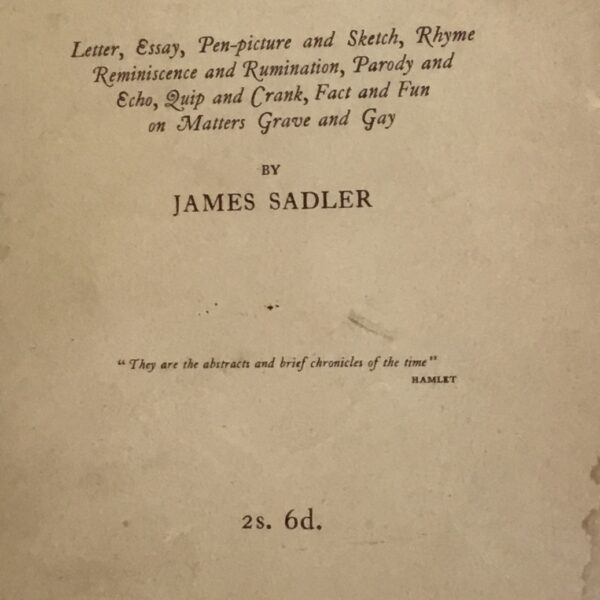 Letter, Essay, Pen-picture and Sketch, Rhyme
Reminiscence and Rumination, Parody and
Echo, Quip and Crank, Fact and Fun
on Matters Grave and Gay
BY
JAMES SADLER
“They are the abstracts and brief chronicles of the time”
HAMLET
2s. 6d.